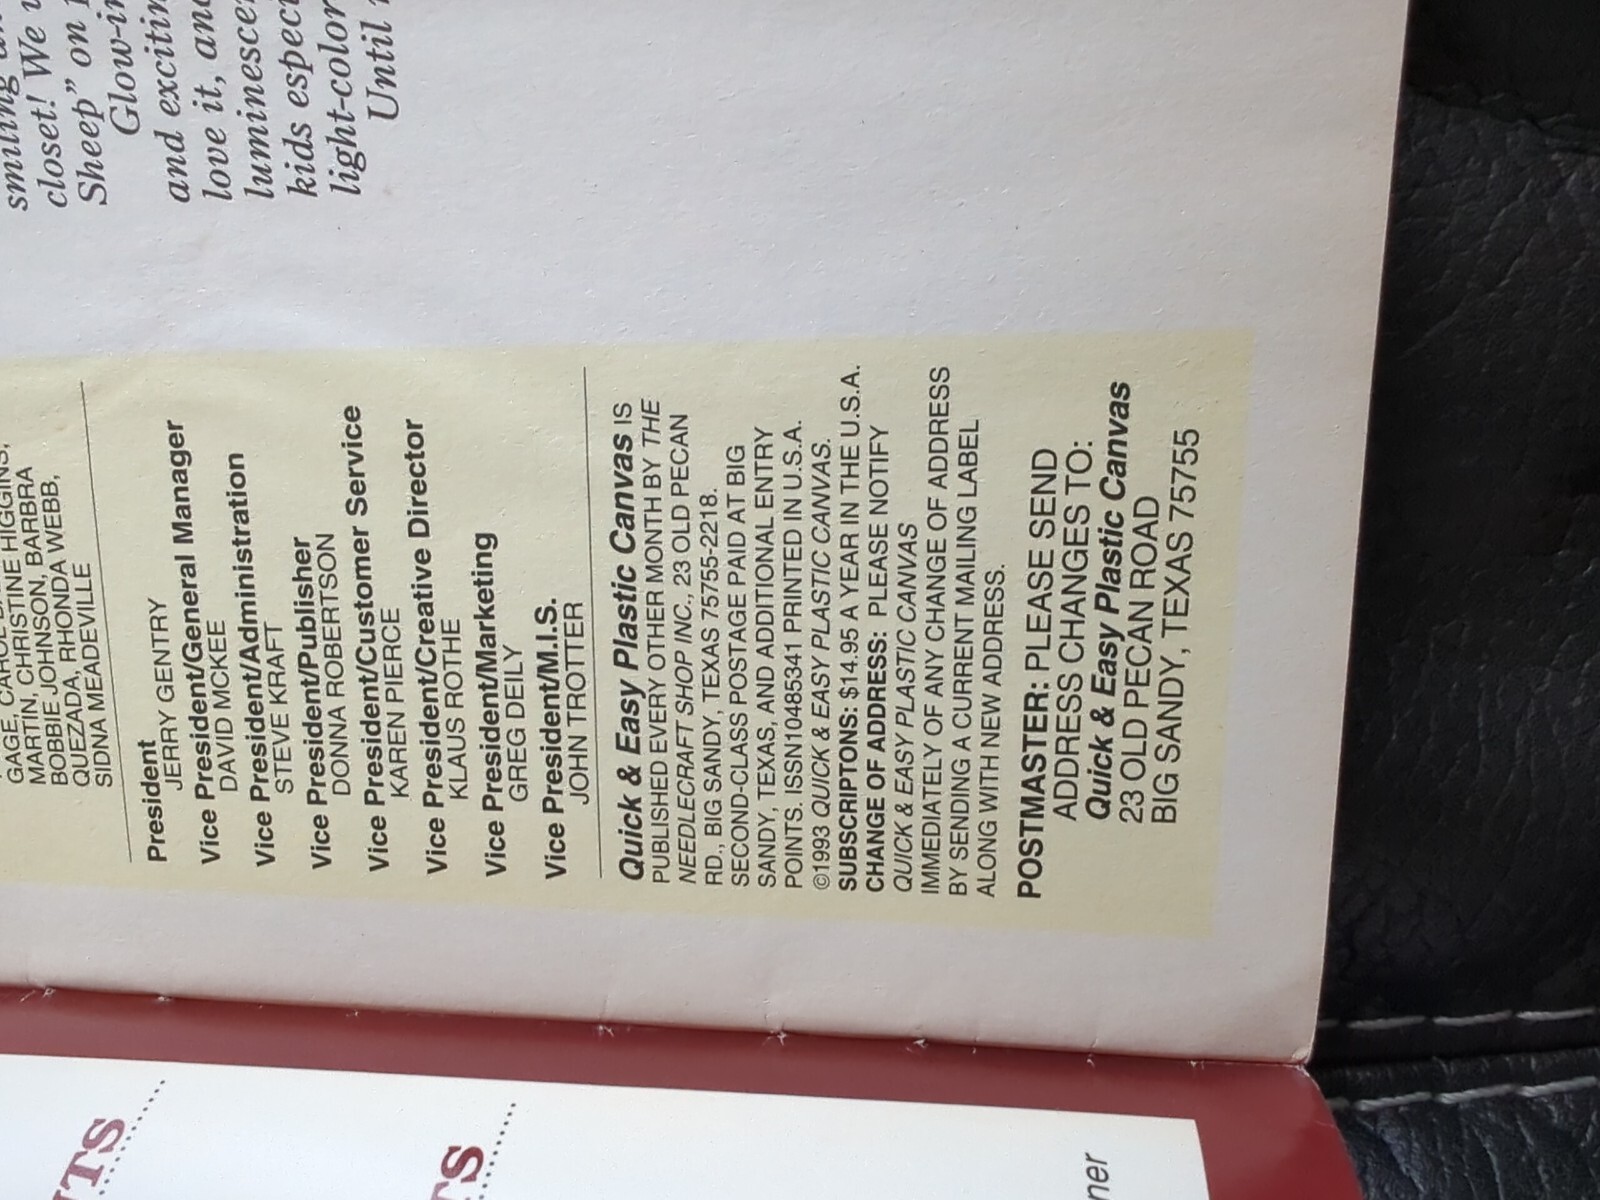 GAGE,
MARTIN, CHRISTINE HIGGINS,
BOBBIE JOHNSON, BARBRA
QUEZADA, RHONDA WEBB,
SIDNA MEADEVILLE
President
JERRY GENTRY
Vice President/General Manager
DAVID MCKEE
Vice President/Administration
STEVE KRAFT
Vice President/Publisher
DONNA ROBERTSON
Vice President/Customer Service
KAREN PIERCE
Vice President/Creative Director
KLAUS ROTHE
Vice President/Marketing
GREG DEILY
Vice President/M.I.S.
JOHN TROTTER
Quick & Easy Plastic Canvas IS
PUBLISHED EVERY OTHER MONTH BY THE
NEEDLECRAFT SHOP INC., 23 OLD PECAN
RD., BIG SANDY, TEXAS 75755-2218.
SECOND-CLASS POSTAGE PAID AT BIG
SANDY, TEXAS, AND ADDITIONAL ENTRY
POINTS. ISSN10485341 PRINTED IN U.S.A.
©1993 QUICK & EASY PLASTIC CANVAS.
SUBSCRIPTONS: $14.95 A YEAR IN THE U.S.A.
CHANGE OF ADDRESS: PLEASE NOTIFY
QUICK & EASY PLASTIC CANVAS
IMMEDIATELY OF ANY CHANGE OF ADDRESS
BY SENDING A CURRENT MAILING LABEL
ALONG WITH NEW ADDRESS.
POSTMASTER: PLEASE SEND
ADDRESS CHANGES TO:
Quick & Easy Plastic Canvas
23 OLD PECAN ROAD
BIG SANDY, TEXAS 75755
smiling
closet! We
Sheep" on
Glow-in
and excitin
love it, and
luminesce
kids especi
light-color
Until
TS
TS
ner